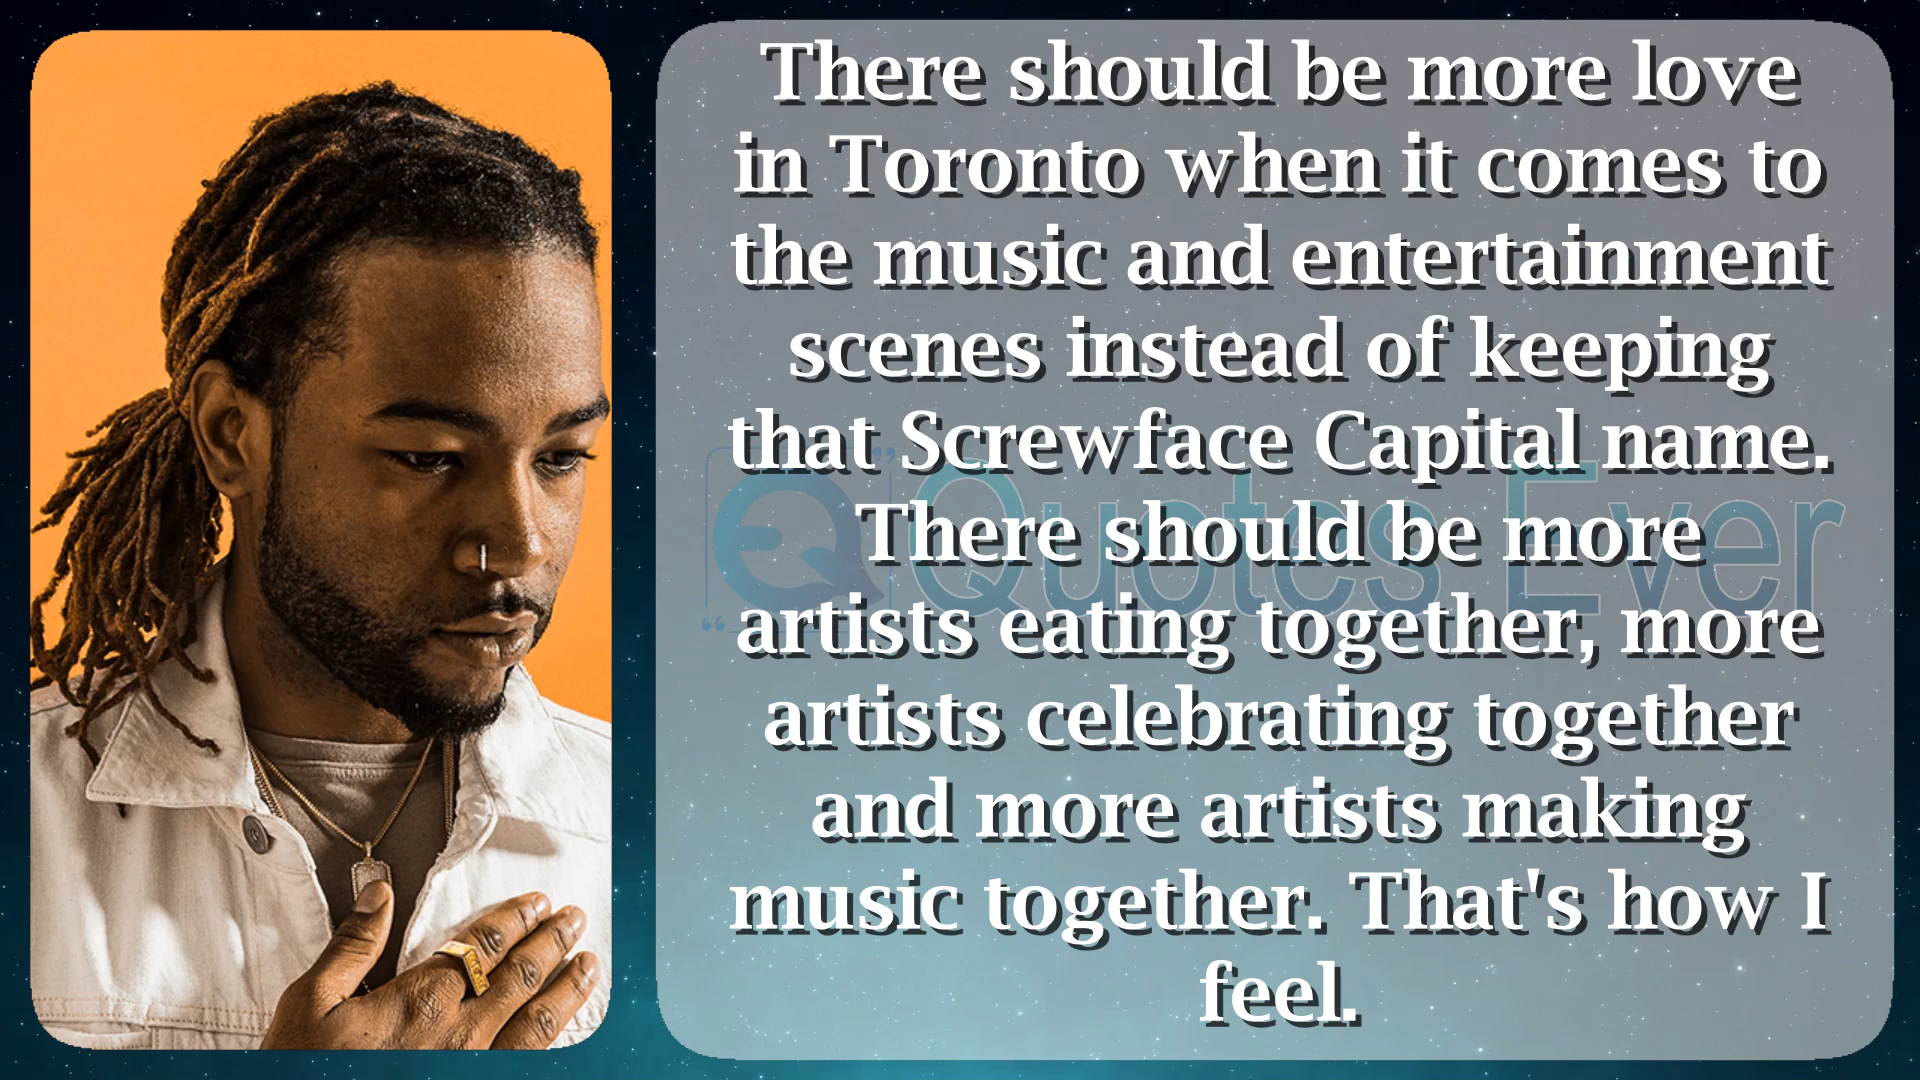 There should be more love
in Toronto when it comes to
the music and entertainment
scenes instead of keeping
that Screwface Capital name.
There should be more
artists eating together, more
artists celebrating together
and more artists making
music together. That's how I
feel.
Quotes Ever